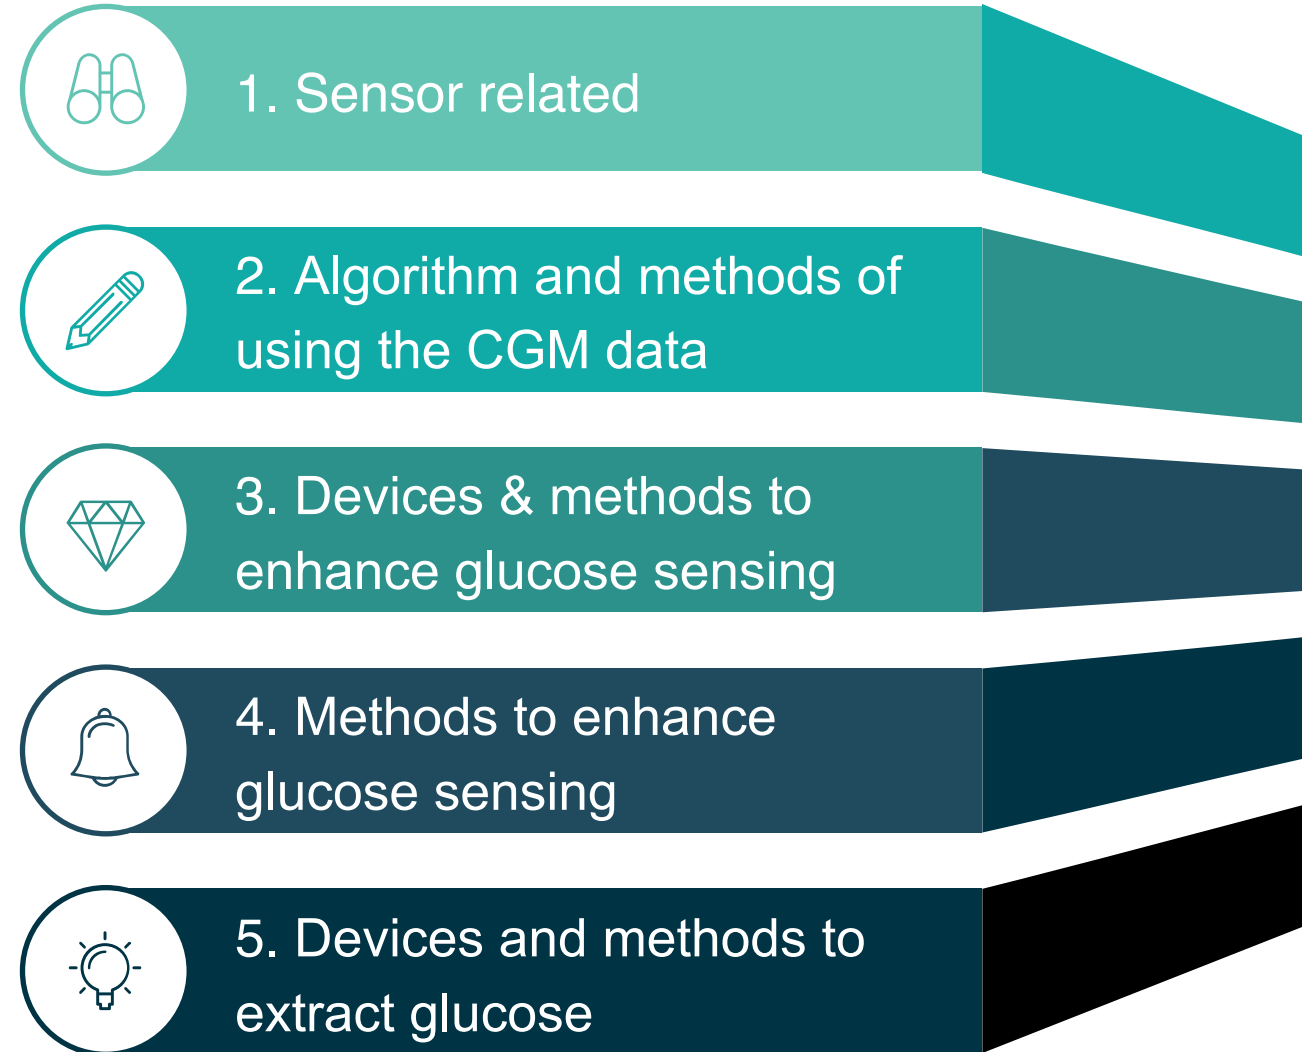 1. Sensor related
2. Algorithm and methods of
using the CGM data
3. Devices & methods to
enhance glucose sensing
4. Methods to enhance
glucose sensing
5. Devices and methods to
extract glucose